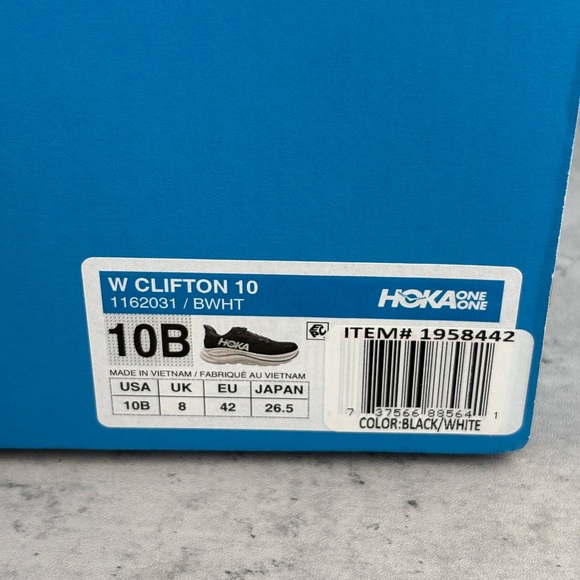 W CLIFTON 10
1162031 / BWHT
HOKA ONE ONE
10B
HOKA
MADE IN VIETNAM / FABRIQUÉ AU VIETNAM
USA UK EU JAPAN
10B 8 42 26.5
ITEM# 1958442
7 37566 88564 1
COLOR:BLACK/WHITE